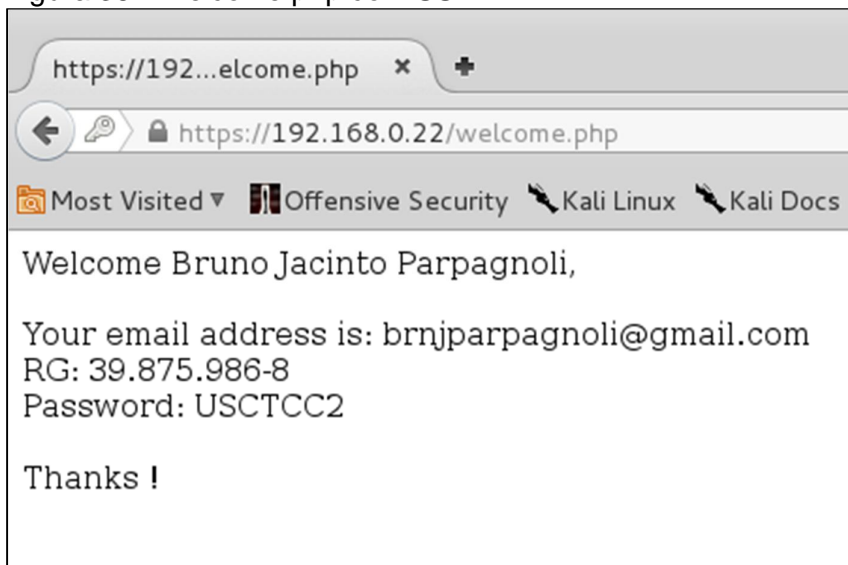 https://192...elcome.php
https://192.168.0.22/welcome.php
Most Visited Offensive Security Kali Linux Kali Docs
Welcome Bruno Jacinto Parpagnoli,
Your email address is: brnjparpagnoli@gmail.com
RG: 39.875.986-8
Password: USCTCC2
Thanks !